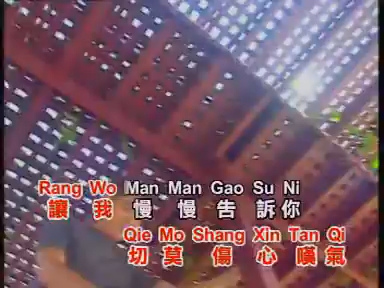 Rang Wo Man Man Gao Su Ni
讓 我 慢 慢 告 訴 你
Qie Mo Shang Xin Tan Qi
切 莫 傷 心 嘆 氣